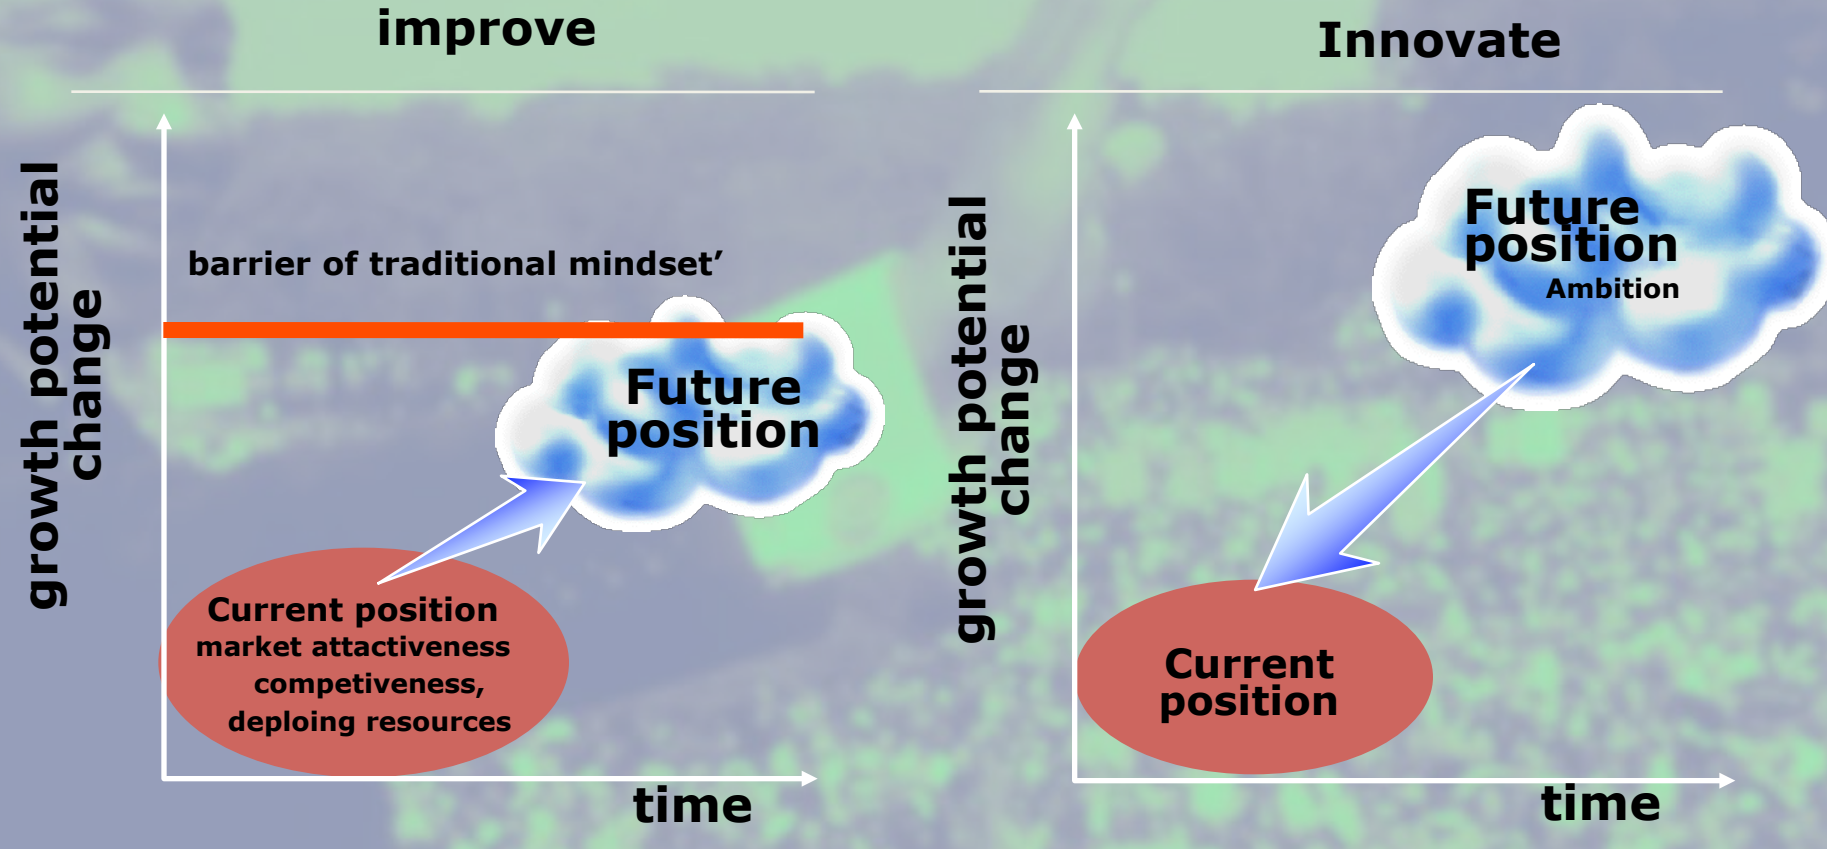 improve
growth potential
change
barrier of traditional mindset’
Future
position
Current position
market attactiveness
competiveness,
deploing resources
time
Innovate
growth potential
change
Future
position
Ambition
Current
position
time